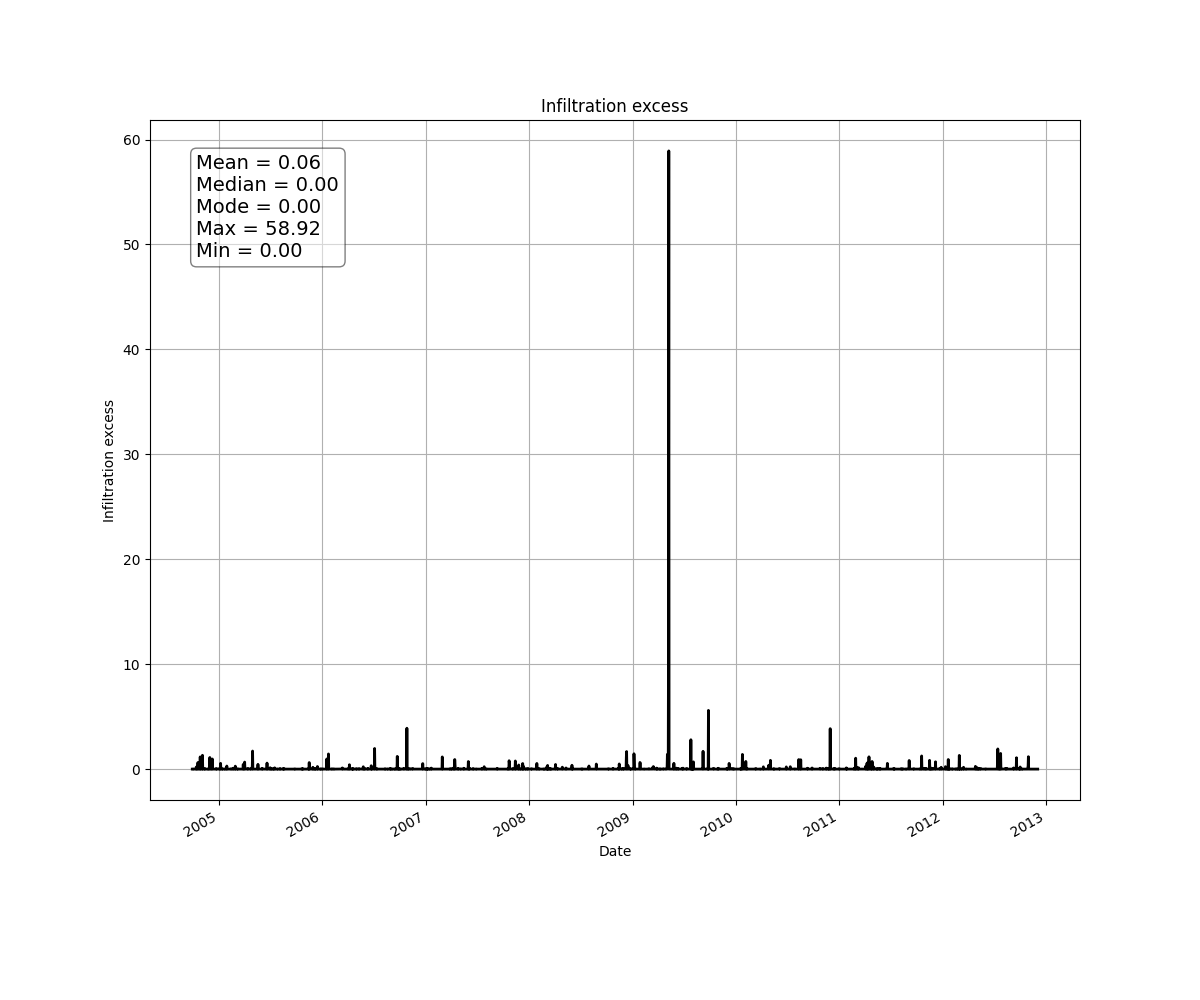 Infiltration excess
60
50
40
30
20
10
0
Infiltration excess
Mean = 0.06
Median = 0.00
Mode = 0.00
Max = 58.92
Min = 0.00
2005
2006
2007
2008
2009
2010
2011
2012
2013
Date